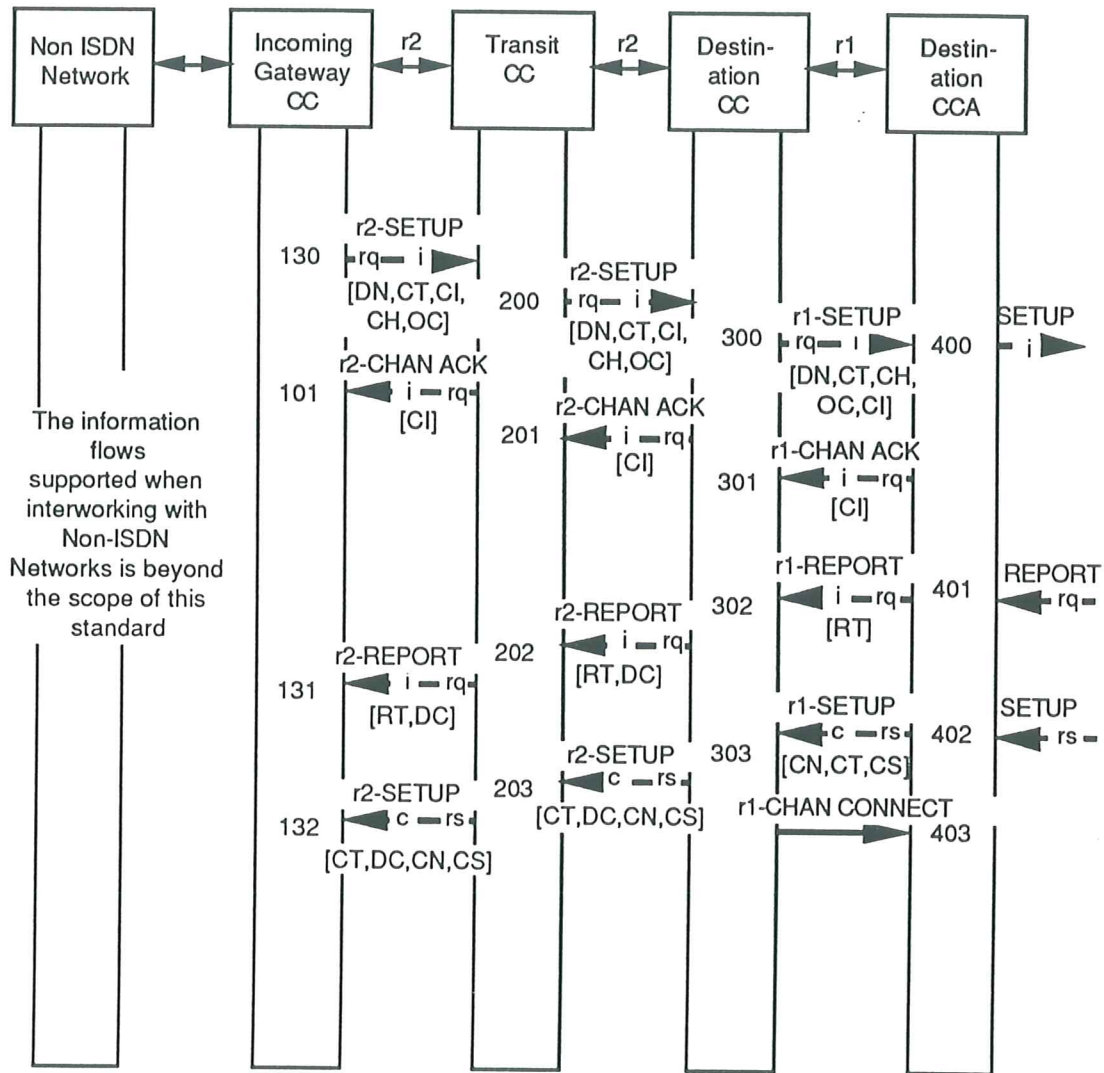 Non ISDN
Network
Incoming
Gateway
CC
r2
Transit
CC
r2
Destin-
ation
CC
r1
Destin-
ation
CCA
r2-SETUP
130 rq i
[DN,CT,CI,
CH,OC]
r2-SETUP
200 rq i
[DN,CT,CI,
CH,OC]
r1-SETUP
300 rq i
[DN,CT,CH,
OC,CI]
SETUP
400 i
r2-CHAN ACK
101 i rq
[CI]
r2-CHAN ACK
201 i rq
[CI]
r1-CHAN ACK
301 i rq
[CI]
The information
flows
supported when
interworking with
Non-ISDN
Networks is beyond
the scope of this
standard
REPORT
401 rq
r1-REPORT
302 i rq
[RT]
r2-REPORT
202 i rq
[RT,DC]
r2-REPORT
131 i rq
[RT,DC]
SETUP
402 rs
r1-SETUP
303 c rs
[CN,CT,CS]
r2-SETUP
203 c rs
[CT,DC,CN,CS]
r2-SETUP
132 c rs
[CT,DC,CN,CS]
r1-CHAN CONNECT
403